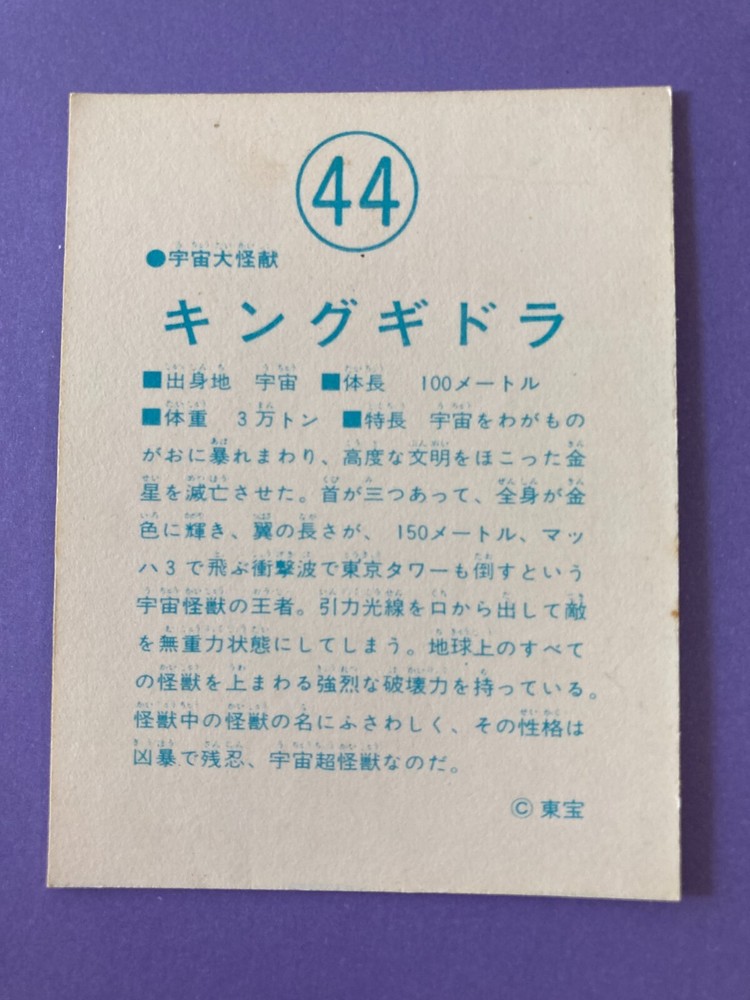 44
●宇宙大怪獣
キングギドラ
■出身地 宇宙 ■体長 100メートル
■体重 3万トン ■特長 宇宙をわがもの
がおに暴れまわり、高度な文明をほこった金
星を滅亡させた。首が三つあって、全身が金
色に輝き、翼の長さが、150メートル、マッ
ハ3で飛ぶ衝撃波で東京タワーも倒すという
宇宙怪獣の王者。引力光線を口から出して敵
を無重力状態にしてしまう。地球上のすべて
の怪獣を上まわる強烈な破壊力を持っている。
怪獣中の怪獣の名にふさわしく、その性格は
凶暴で残忍、宇宙超怪獣なのだ。
©東宝